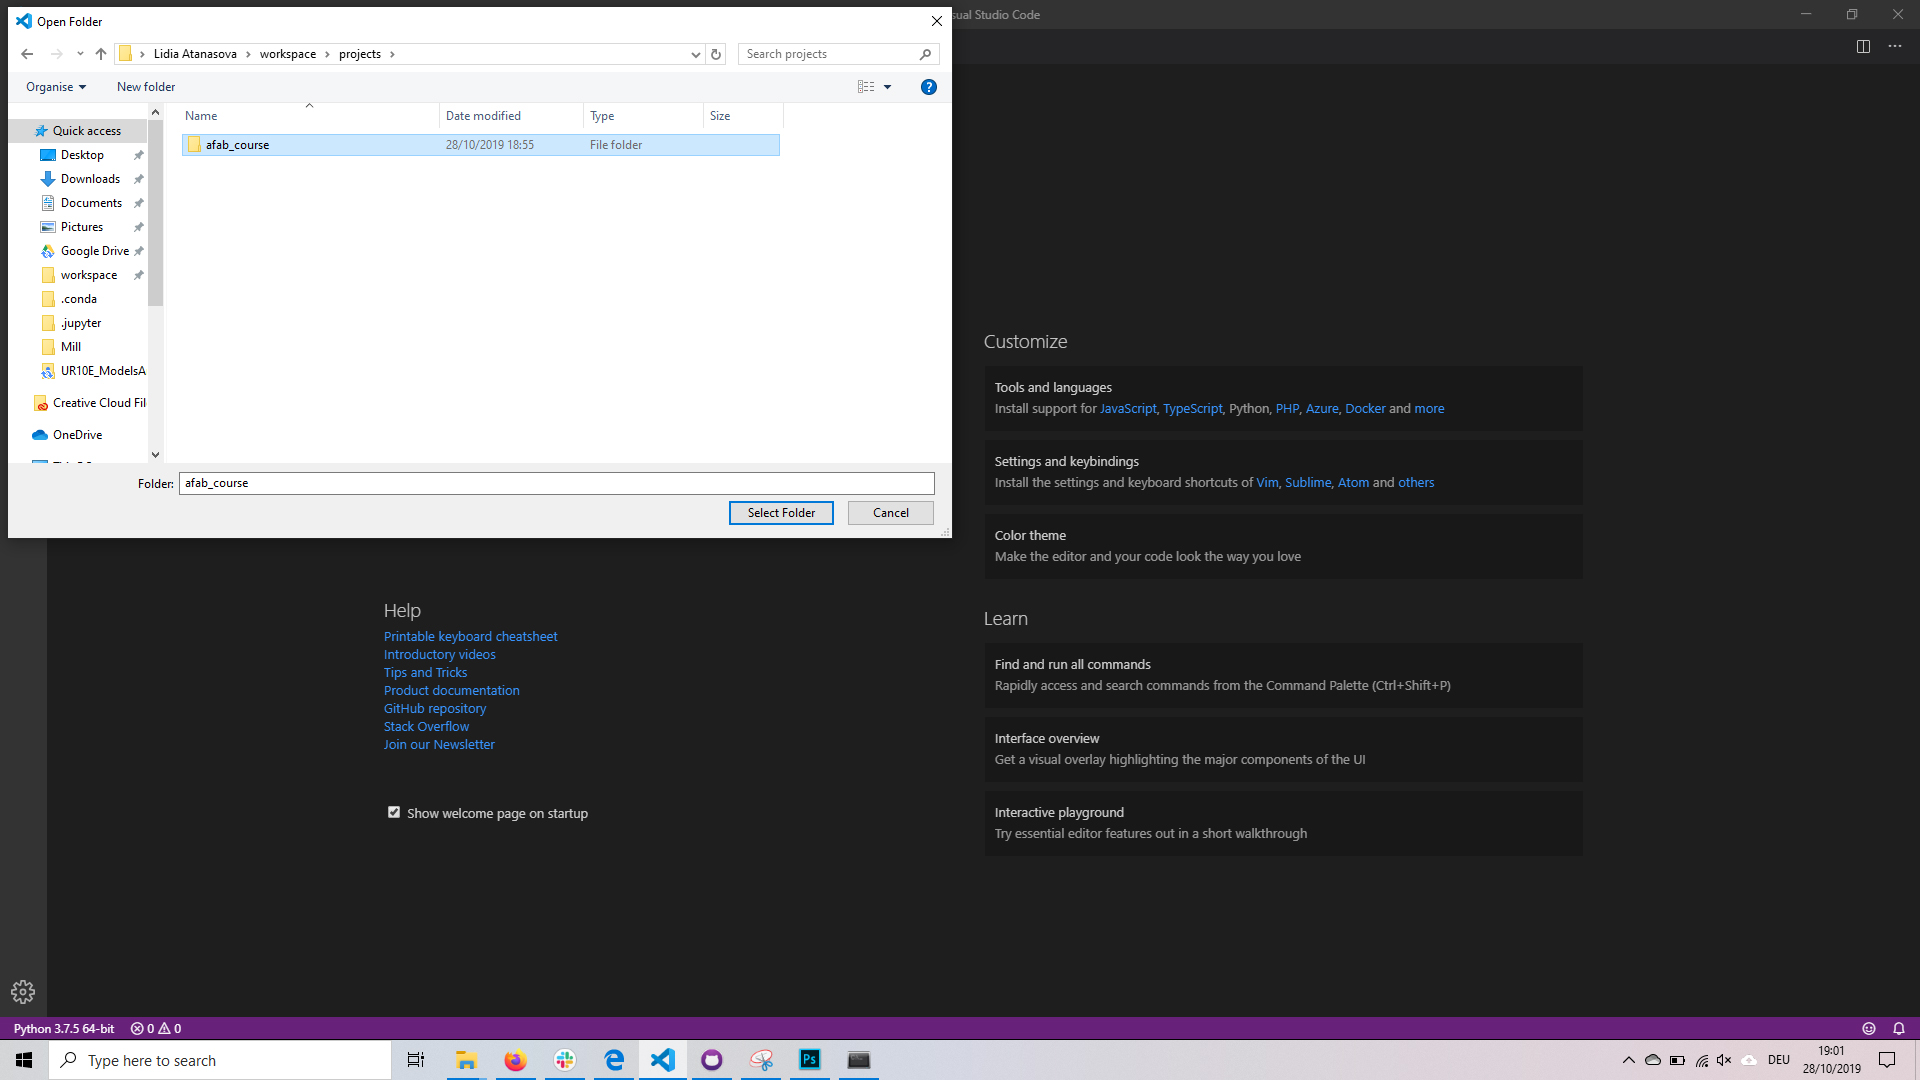 Open Folder
sual Studio Code
Lidia Atanasova
workspace
projects
Search projects
Organise
New folder
Name
Date modified
Type
Size
Quick access
Desktop
Downloads
Documents
Pictures
Google Drive
workspace
.conda
.jupyter
Mill
UR10E_ModelsA
Creative Cloud Fil
OneDrive
afab_course 28/10/2019 18:55 File folder
Folder: afab_course
Select Folder
Cancel
Customize
Tools and languages
Install support for JavaScript, TypeScript, Python, PHP, Azure, Docker and more
Settings and keybindings
Install the settings and keyboard shortcuts of Vim, Sublime, Atom and others
Color theme
Make the editor and your code look the way you love
Help
Printable keyboard cheatsheet
Introductory videos
Tips and Tricks
Product documentation
GitHub repository
Stack Overflow
Join our Newsletter
Show welcome page on startup
Learn
Find and run all commands
Rapidly access and search commands from the Command Palette (Ctrl+Shift+P)
Interface overview
Get a visual overlay highlighting the major components of the UI
Interactive playground
Try essential editor features out in a short walkthrough
Python 3.7.5 64-bit
0
0
Type here to search
Ps
DEU
19:01
28/10/2019